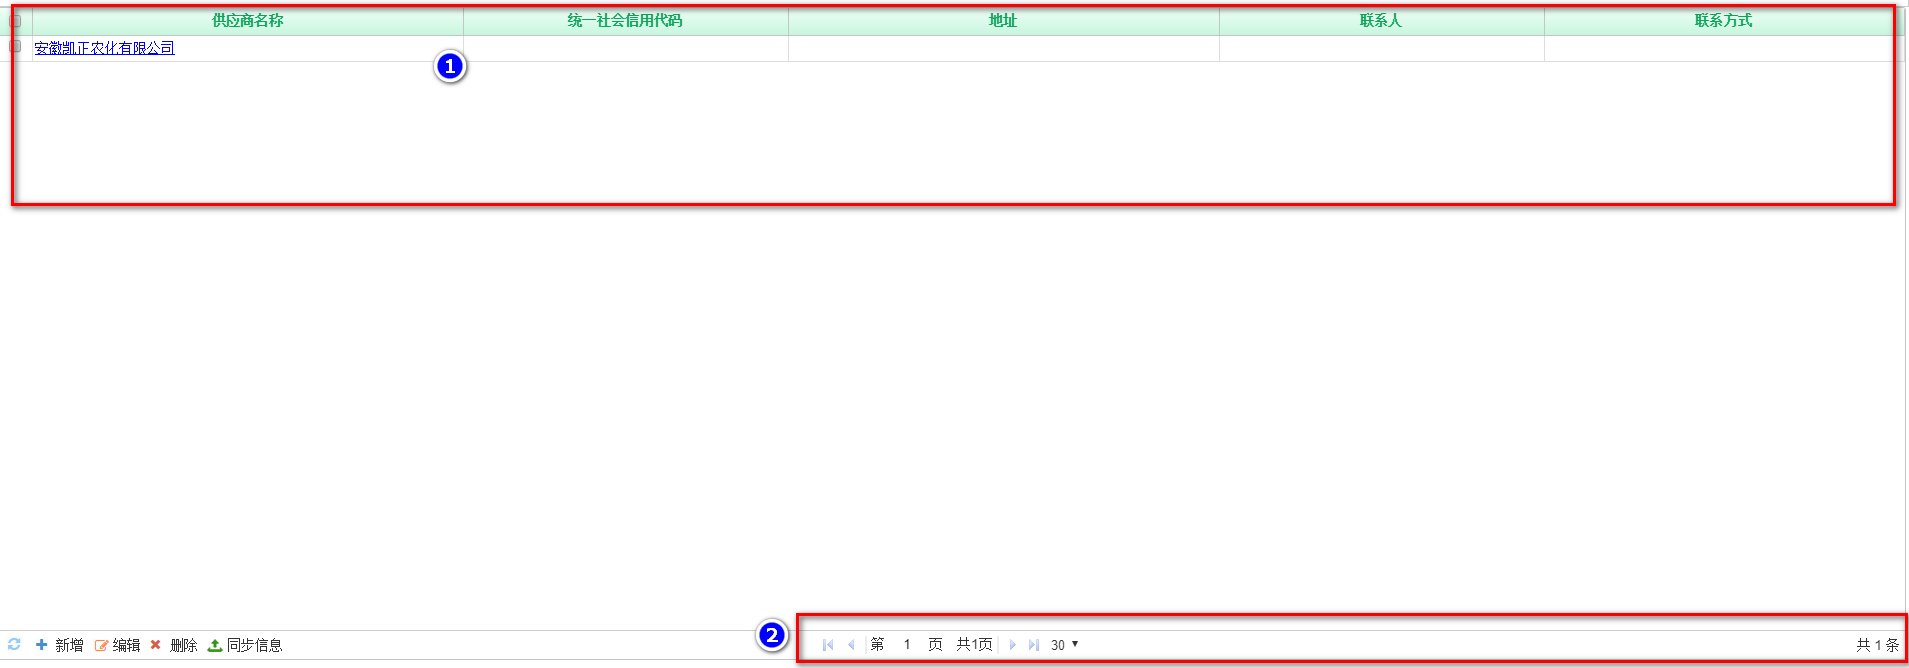 供应商名称 统一社会信用代码 地址 联系人 联系方式
安徽凯正农化有限公司
1
2
新增 编辑 删除 同步信息 第 1 页 共1页 30 共 1 条